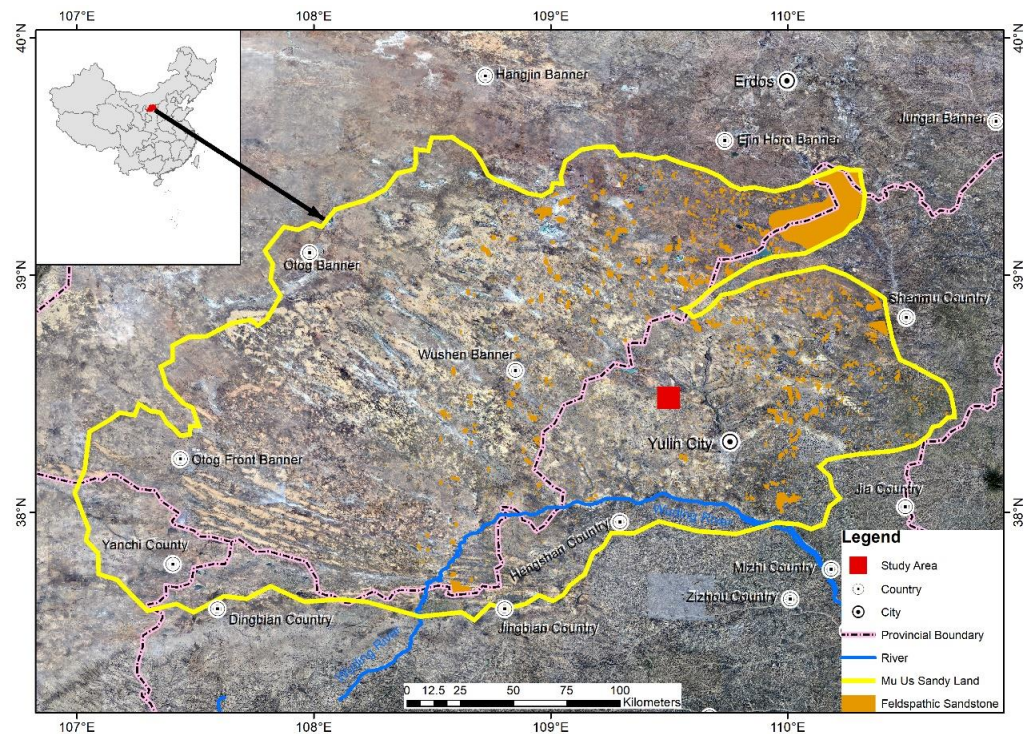 107°E
108°E
109°E
110°E
40°N
40°N
Hangjin Banner
Erdos
Jungar Banner
Ejin Horo Banner
Otog Banner
39°N
39°N
Shenmu Country
Wushen Banner
Yulin City
Otog Front Banner
Jia Country
38°N
38°N
Hengshan Country
Yanchi County
Mizhi Country
Zizhou Country
Dingbian Country
Jingbian Country
Legend
Study Area
Country
City
Provincial Boundary
River
Mu Us Sandy Land
Feldspathic Sandstone
0 12.5 25 50 75 100
Kilometers
107°E
108°E
109°E
110°E